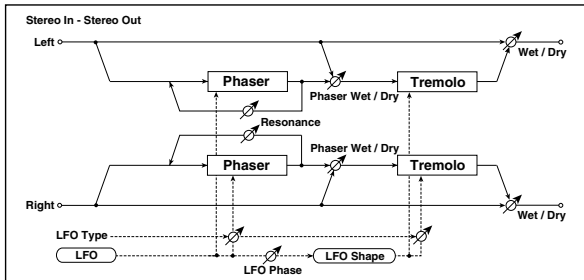 Stereo In - Stereo Out
Left
Wet / Dry
Phaser
Tremolo
Phaser Wet / Dry
Resonance
Phaser Wet / Dry
Phaser
Tremolo
Right
Wet / Dry
LFO Type
LFO
LFO Shape
LFO Phase